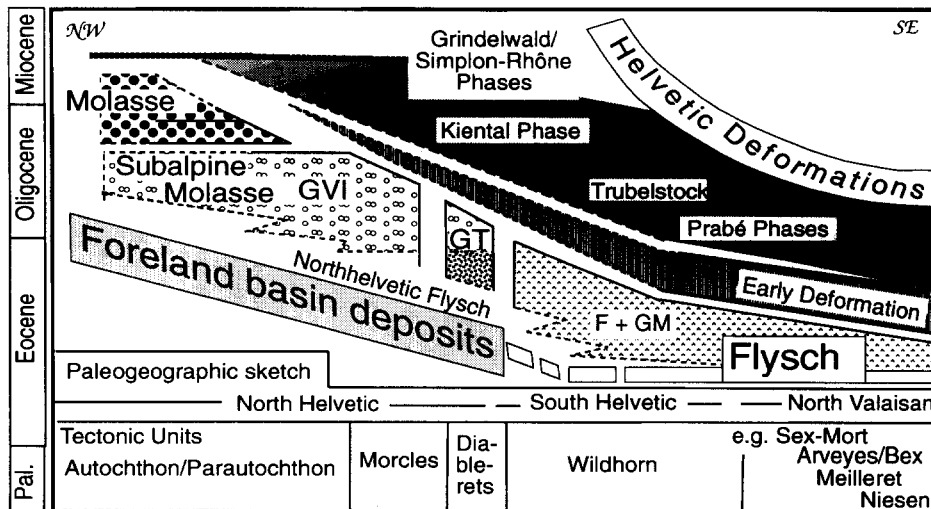 NW
SE
Miocene
Oligocene
Eocene
Pal.
Grindelwald/
Simplon-Rhône
Phases
Helvetic Deformations
Molasse
Kiental Phase
Subalpine
Molasse
GVI
Trubelstock
Prabé Phases
GT
Northhelvetic Flysch
Foreland basin deposits
Early Deformation
F + GM
Flysch
Paleogeographic sketch
North Helvetic
South Helvetic
North Valaisan
Tectonic Units
Autochthon/Parautochthon
Morcles
Dia-
blere-
rets
Wildhorn
e.g. Sex-Mort
Arveyes/Bex
Meilleret
Niesen